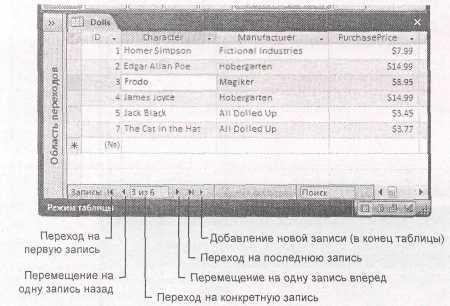 Dolls
ID Character Manufacturer PurchasePrice
1 Homer Simpson Fictional Industries $7.99
2 Edgar Allan Poe Hobergarten $14.99
3 Frodo Magiker $8.95
4 James Joyce Hobergarten $14.99
5 Jack Black All Dolled Up $3.45
7 The Cat in the Hat All Dolled Up $3.77
(№)
Область переходов
Записи: 3 из 6 Поиск
Режим таблицы
Переход на первую запись
Добавление новой записи (в конец таблицы)
Переход на последнюю запись
Перемещение на одну запись назад
Перемещение на одну запись вперед
Переход на конкретную запись